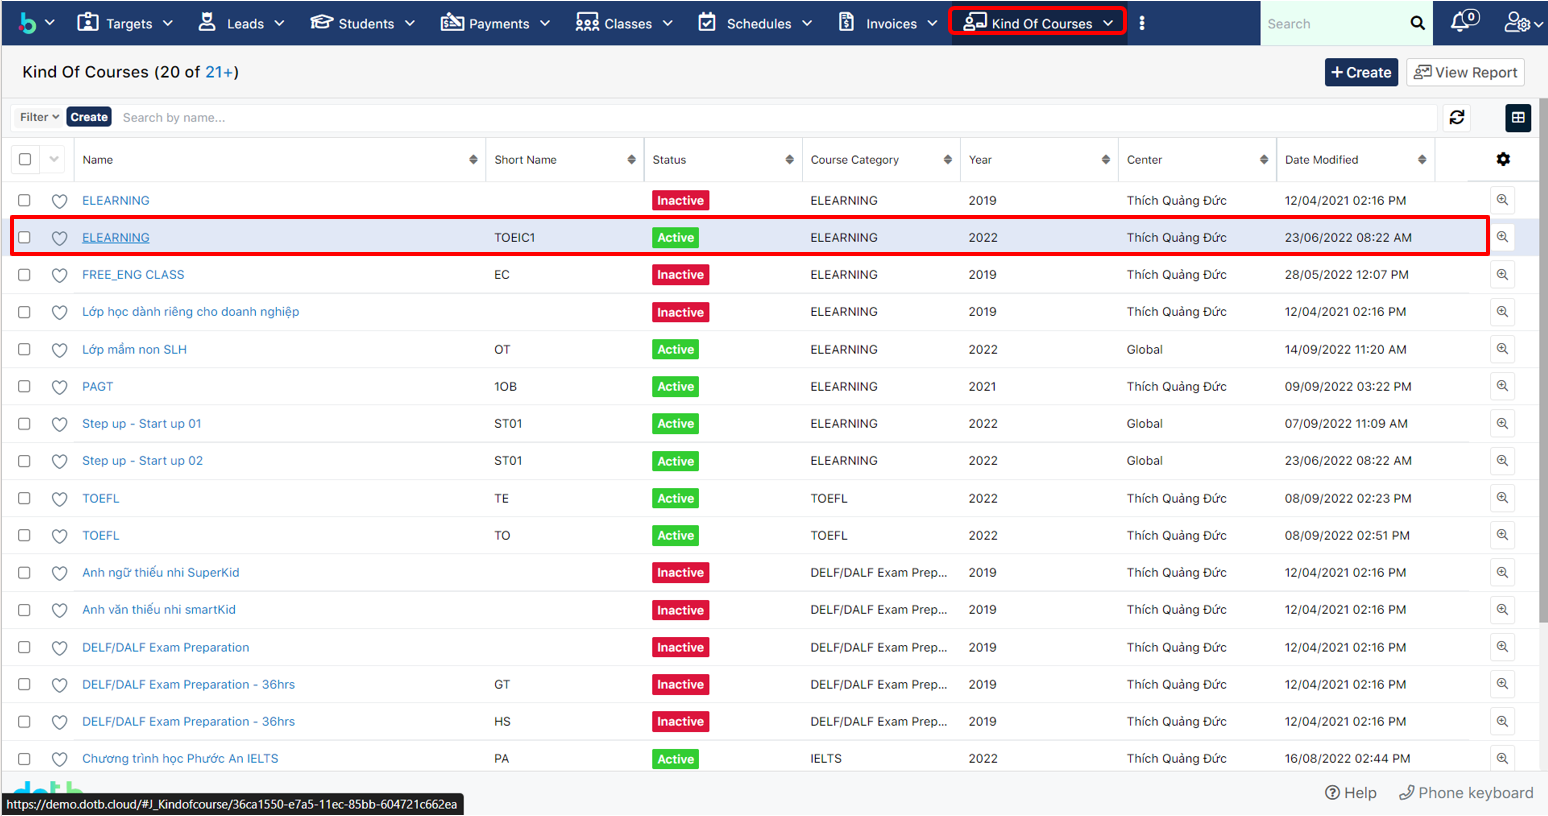 Targets Leads Students Payments Classes Schedules Invoices Kind Of Courses Search 0
Kind Of Courses (20 of 21+) + Create View Report
Filter Create Search by name...
Name Short Name Status Course Category Year Center Date Modified
ELEARNING Inactive ELEARNING 2019 Thích Quảng Đức 12/04/2021 02:16 PM
ELEARNING TOEIC1 Active ELEARNING 2022 Thích Quảng Đức 23/06/2022 08:22 AM
FREE_ENG CLASS EC Inactive ELEARNING 2019 Thích Quảng Đức 28/05/2022 12:07 PM
Lớp học dành riêng cho doanh nghiệp Inactive ELEARNING 2019 Thích Quảng Đức 12/04/2021 02:16 PM
Lớp mầm non SLH OT Active ELEARNING 2022 Global 14/09/2022 11:20 AM
PAGT 1OB Active ELEARNING 2021 Thích Quảng Đức 09/09/2022 03:22 PM
Step up - Start up 01 ST01 Active ELEARNING 2022 Global 07/09/2022 11:09 AM
Step up - Start up 02 ST01 Active ELEARNING 2022 Global 23/06/2022 08:22 AM
TOEFL TE Active TOEFL 2022 Thích Quảng Đức 08/09/2022 02:23 PM
TOEFL TO Active TOEFL 2022 Thích Quảng Đức 08/09/2022 02:51 PM
Anh ngữ thiếu nhi SuperKid Inactive DELF/DALF Exam Prep... 2019 Thích Quảng Đức 12/04/2021 02:16 PM
Anh văn thiếu nhi smartKid Inactive DELF/DALF Exam Prep... 2019 Thích Quảng Đức 12/04/2021 02:16 PM
DELF/DALF Exam Preparation Inactive DELF/DALF Exam Prep... 2019 Thích Quảng Đức 12/04/2021 02:16 PM
DELF/DALF Exam Preparation - 36hrs GT Inactive DELF/DALF Exam Prep... 2019 Thích Quảng Đức 12/04/2021 02:16 PM
DELF/DALF Exam Preparation - 36hrs HS Inactive DELF/DALF Exam Prep... 2019 Thích Quảng Đức 12/04/2021 02:16 PM
Chương trình học Phước An IELTS PA Active IELTS 2022 Thích Quảng Đức 16/08/2022 02:44 PM
Help Phone keyboard
https://demo.dotb.cloud/#J_Kindofcourse/36ca1550-e7a5-11ec-85bb-604721c662ea